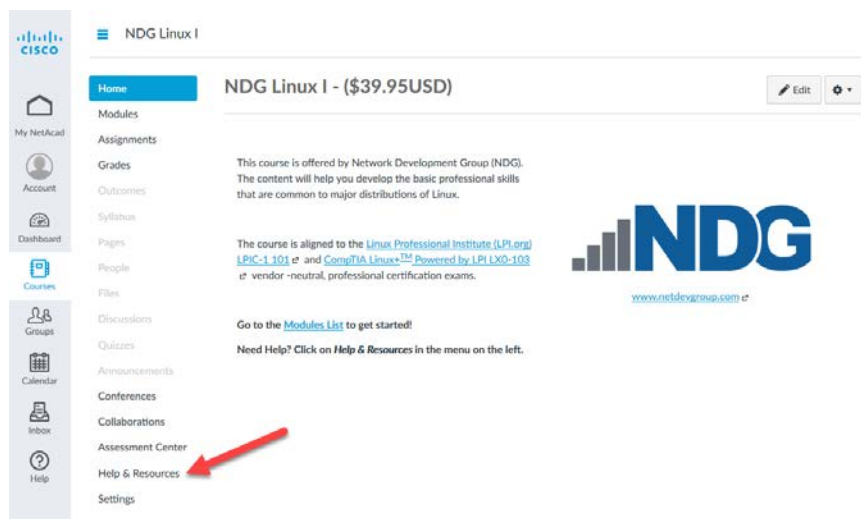 cisco
NDG Linux I
My NetAcad
Account
Dashboard
Courses
Groups
Calendar
Inbox
Help
Home
Modules
Assignments
Grades
Outcomes
Syllabus
Pages
People
Files
Discussions
Quizzes
Announcements
Conferences
Collaborations
Assessment Center
Help & Resources
Settings
NDG Linux I - ($39.95USD)
Edit
This course is offered by Network Development Group (NDG).
The content will help you develop the basic professional skills
that are common to major distributions of Linux.
The course is aligned to the Linux Professional Institute (LPI.org)
LPIC-1 101 and CompTIA Linux+TM Powered by LPI LX0-103
vendor -neutral, professional certification exams.
Go to the Modules List to get started!
Need Help? Click on Help & Resources in the menu on the left.
NDG
www.netdevgroup.com